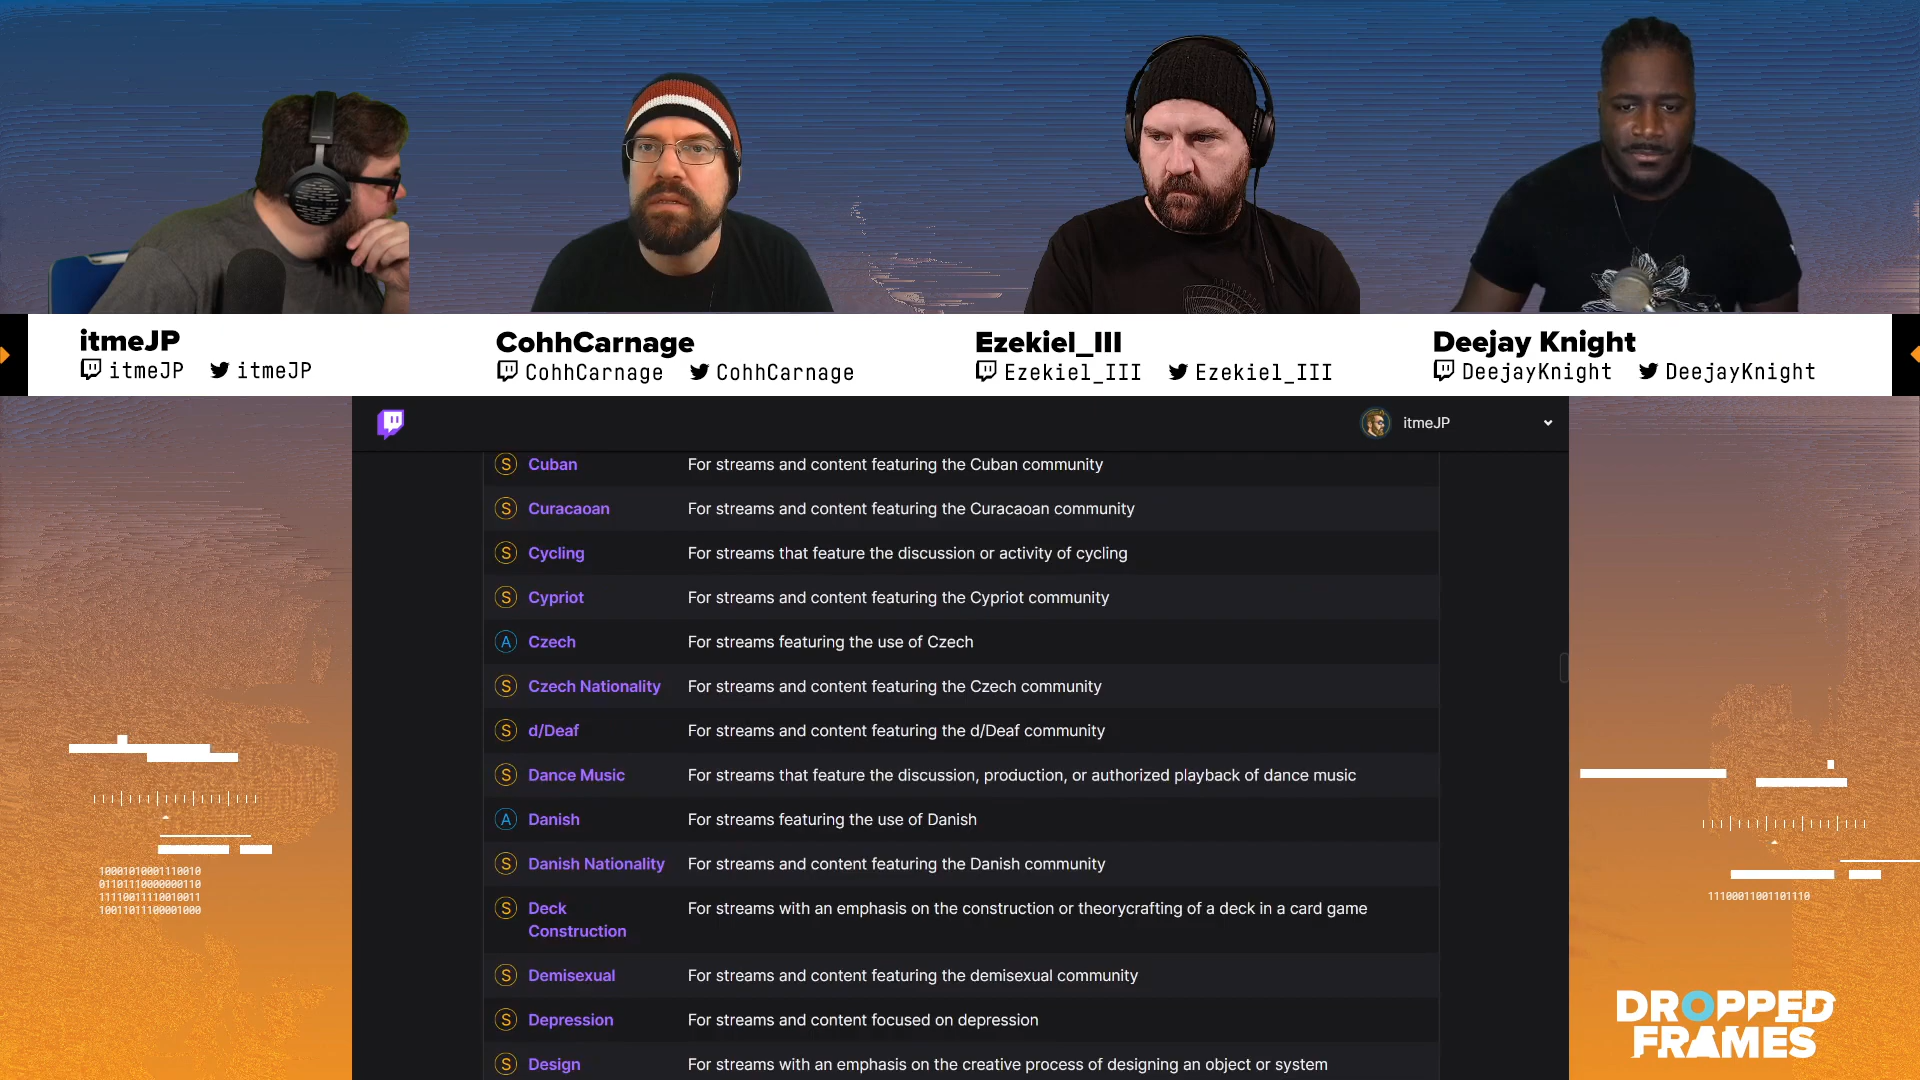 itmeJP
itmeJP itmeJP
CohhCarnage
CohhCarnage CohhCarnage
Ezekiel_III
Ezekiel_III Ezekiel_III
Deejay Knight
DeejayKnight DeejayKnight
itmeJP
S Cuban For streams and content featuring the Cuban community
S Curacaoan For streams and content featuring the Curacaoan community
S Cycling For streams that feature the discussion or activity of cycling
S Cypriot For streams and content featuring the Cypriot community
A Czech For streams featuring the use of Czech
S Czech Nationality For streams and content featuring the Czech community
S d/Deaf For streams and content featuring the d/Deaf community
S Dance Music For streams that feature the discussion, production, or authorized playback of dance music
A Danish For streams featuring the use of Danish
S Danish Nationality For streams and content featuring the Danish community
S Deck For streams with an emphasis on the construction or theorycrafting of a deck in a card game
Construction
S Demisexual For streams and content featuring the demisexual community
S Depression For streams and content focused on depression
S Design For streams with an emphasis on the creative process of designing an object or system
10001010001110010
01101110000000110
11110011110010011
10011011100001000
11100011001101110
DROPPED
FRAMES